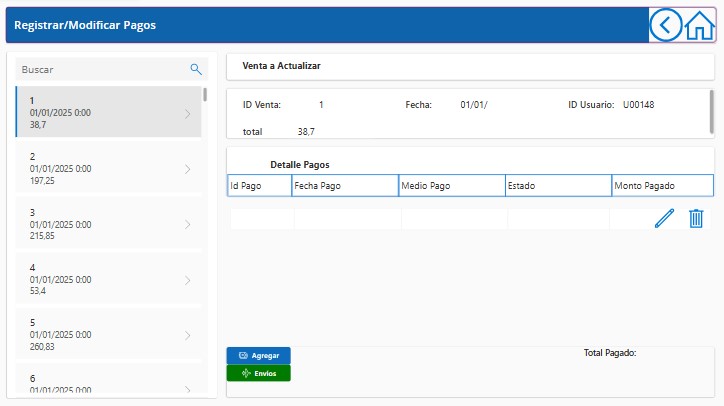 Registrar/Modificar Pagos
Buscar
1
01/01/2025 0:00
38,7
2
01/01/2025 0:00
197,25
3
01/01/2025 0:00
215,85
4
01/01/2025 0:00
53,4
5
01/01/2025 0:00
260,83
6
01/01/2025 0:00
Venta a Actualizar
ID Venta: 1 Fecha: 01/01/ ID Usuario: U00148
total 38,7
Detalle Pagos
Id Pago Fecha Pago Medio Pago Estado Monto Pagado
Agregar
Envios
Total Pagado: